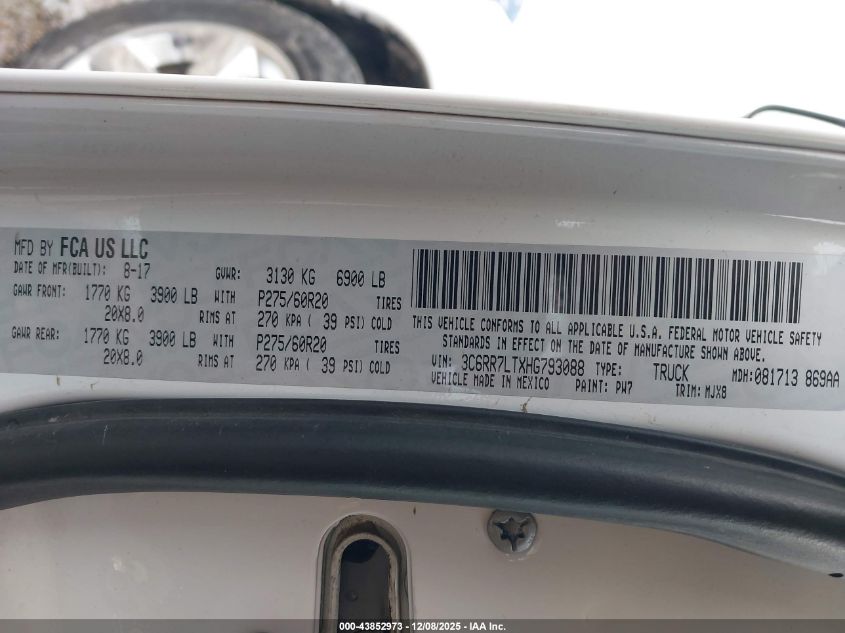 MFD BY FCA US LLC
DATE OF MFR(BUILT): 8-17 GVWR: 3130 KG 6900 LB
GAWR FRONT: 1770 KG 3900 LB WITH P275/60R20 TIRES
20X8.0 RIMS AT 270 KPA ( 39 PSI) COLD
GAWR REAR: 1770 KG 3900 LB WITH P275/60R20 TIRES
20X8.0 RIMS AT 270 KPA ( 39 PSI) COLD
THIS VEHICLE CONFORMS TO ALL APPLICABLE U.S.A. FEDERAL MOTOR VEHICLE SAFETY
STANDARDS IN EFFECT ON THE DATE OF MANUFACTURE SHOWN ABOVE.
VIN: 3C6RR7LTXHG793088 TYPE: TRUCK MDH: 081713 869AA
VEHICLE MADE IN MEXICO PAINT: PW7 TRIM: MJX8
000-43852973 - 12/08/2025 - IAA Inc.